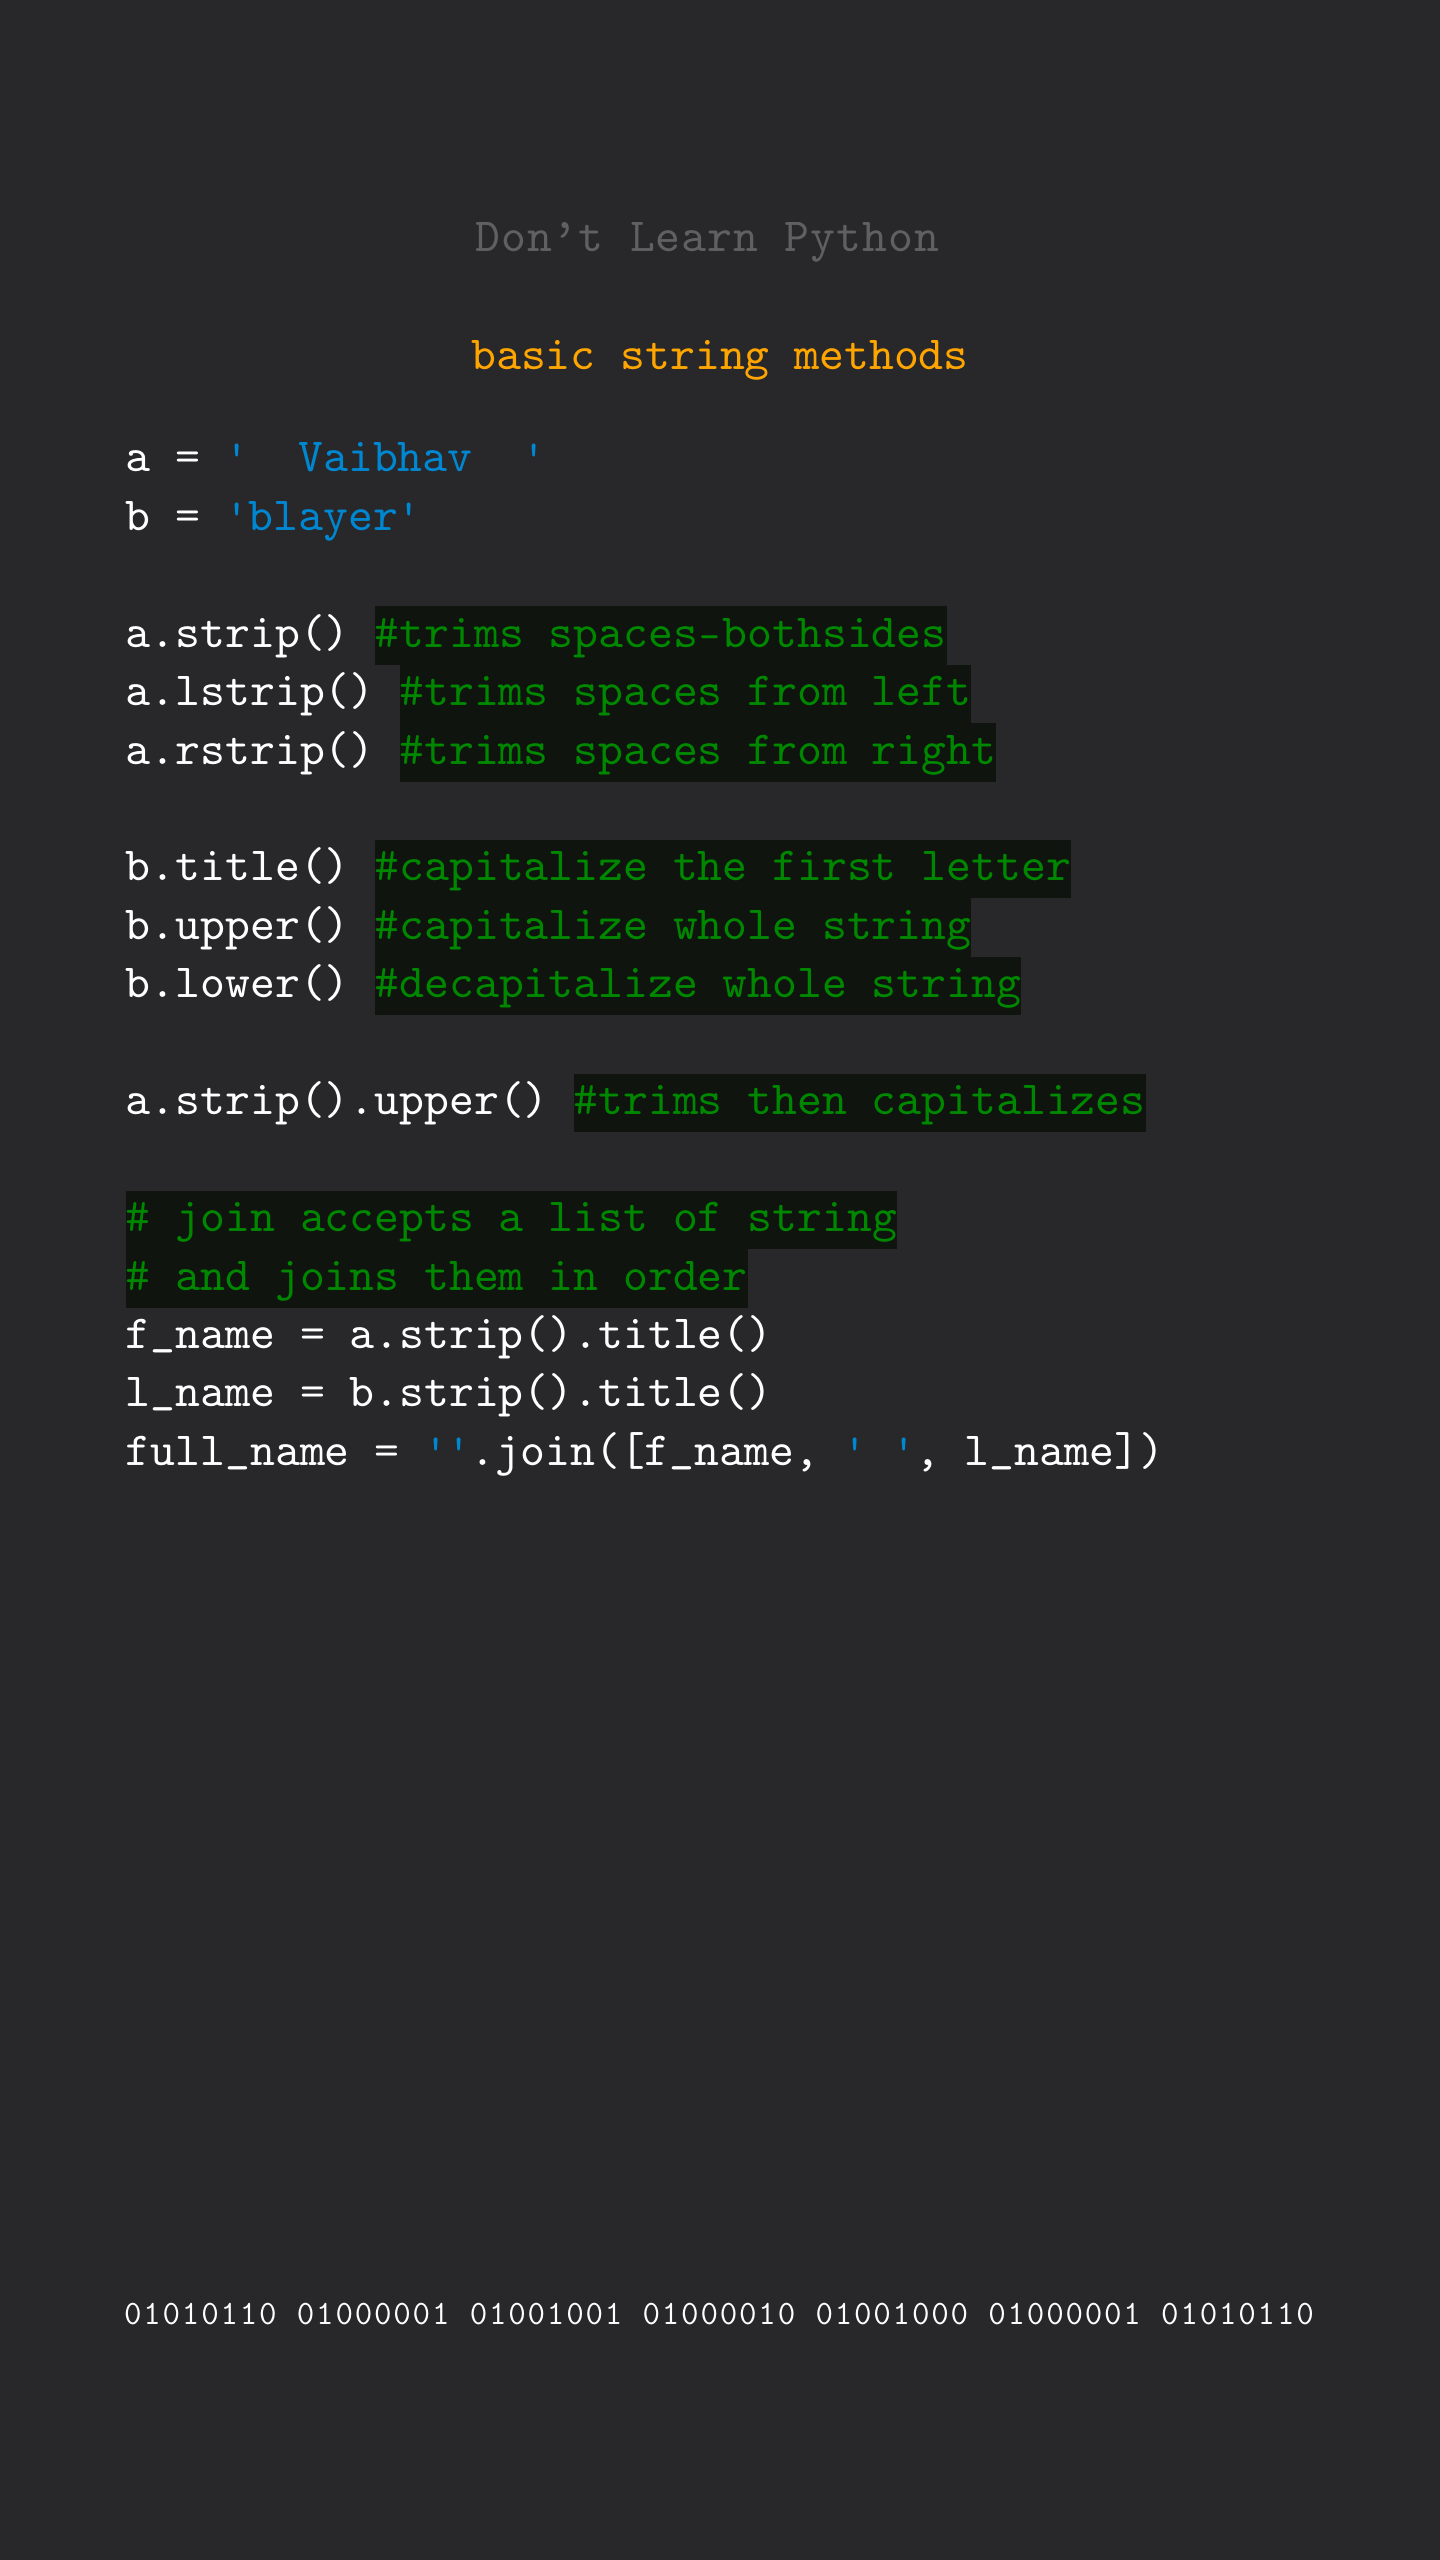 Don't Learn Python
basic string methods
a = '  Vaibhav  '
b = 'blayer'
a.strip() #trims spaces-bothsides
a.lstrip() #trims spaces from left
a.rstrip() #trims spaces from right
b.title() #capitalize the first letter
b.upper() #capitalize whole string
b.lower() #decapitalize whole string
a.strip().upper() #trims then capitalizes
# join accepts a list of string
# and joins them in order
f_name = a.strip().title()
l_name = b.strip().title()
full_name = ''.join([f_name, ' ', l_name])
01010110 01000001 01001001 01000010 01001000 01000001 01010110